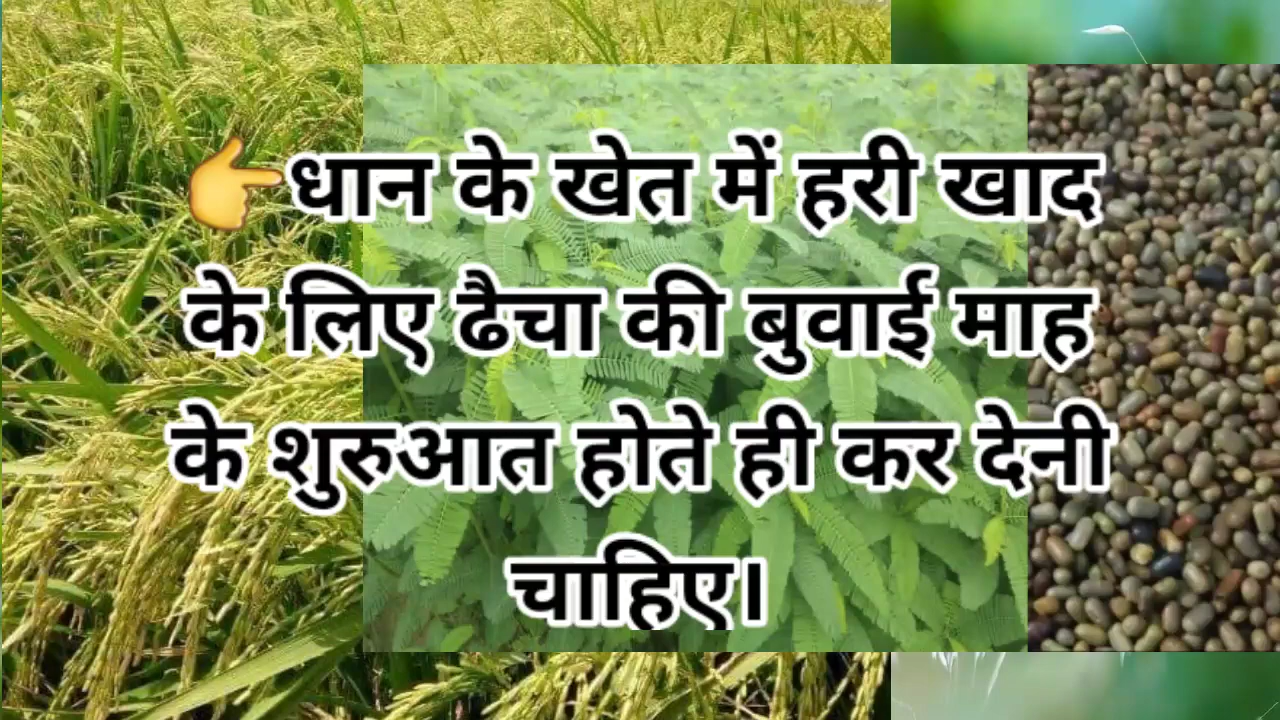 👉धान के खेत में हरी खाद
के लिए ढैचा की बुवाई माह
के शुरुआत होते ही कर देनी
चाहिए।